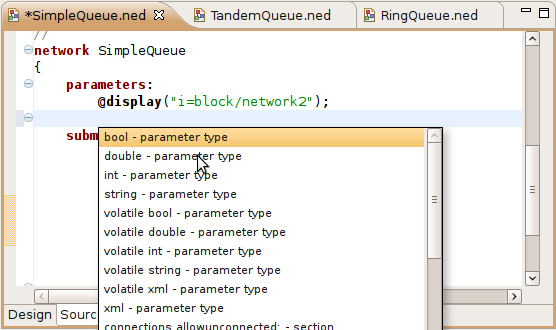 *SimpleQueue.ned TandemQueue.ned RingQueue.ned
//
network SimpleQueue
{
parameters:
@display("i=block/network2");
subm
bool - parameter type
double - parameter type
int - parameter type
string - parameter type
volatile bool - parameter type
volatile double - parameter type
volatile int - parameter type
volatile string - parameter type
volatile xml - parameter type
xml - parameter type
connections allowunconnected: - section
Design Sourc